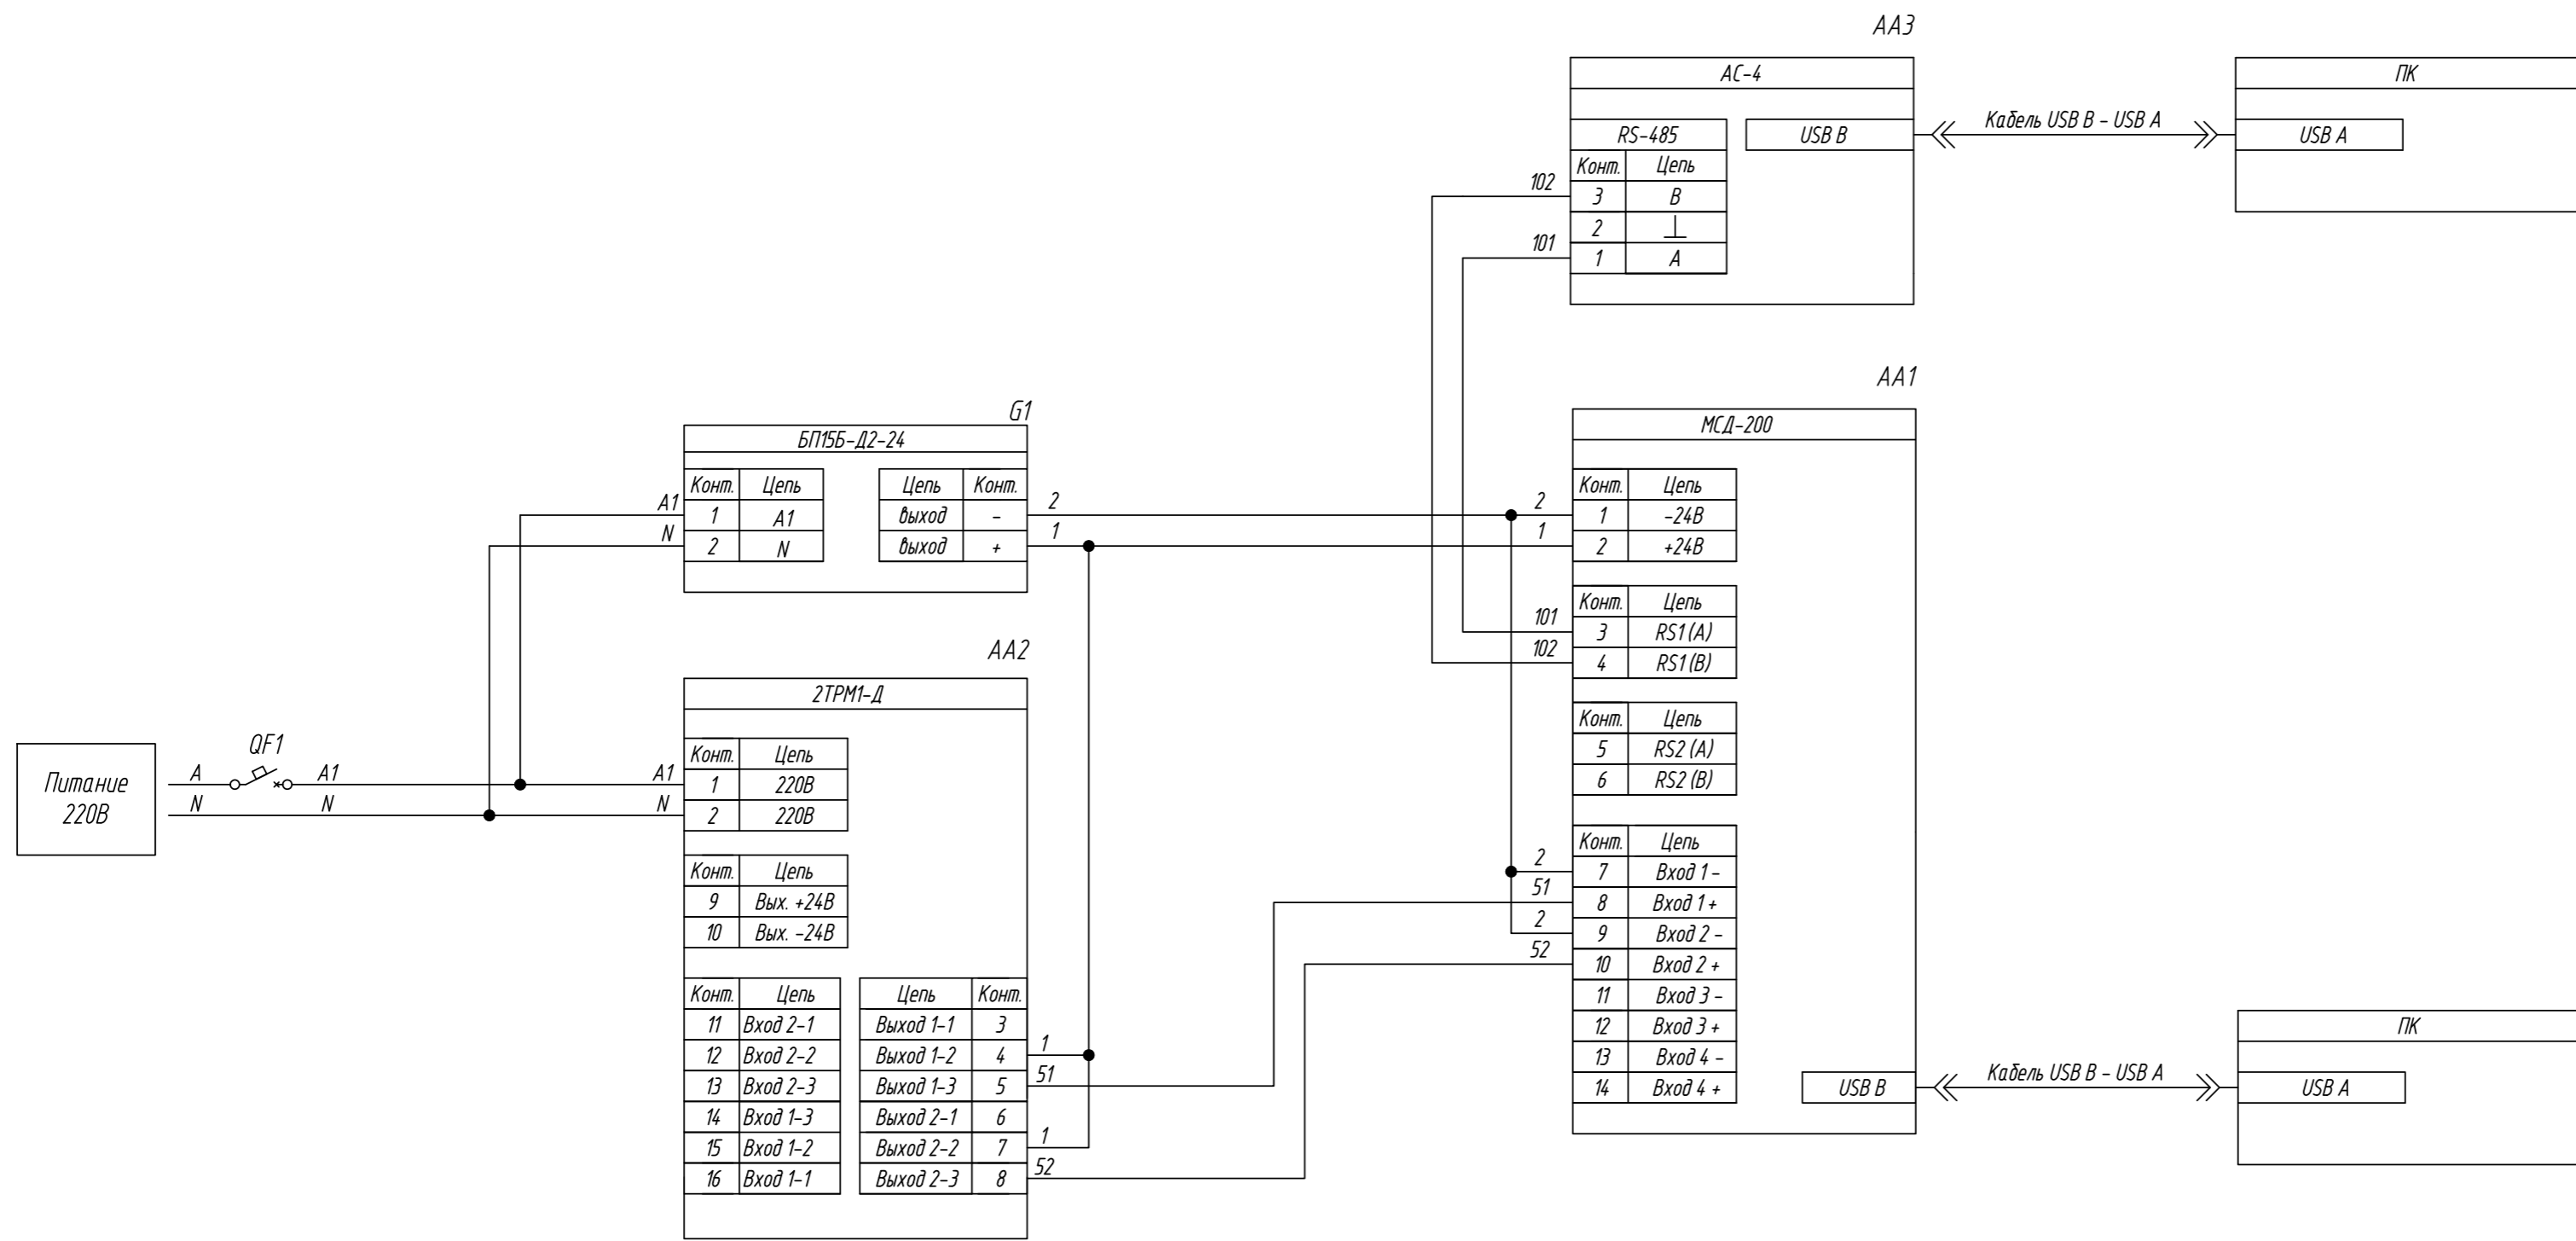 AA3
AC-4
RS-485
USB B
Конт. Цепь
102
3 B
2 ⊥
101
1 A
Кабель USB B - USB A
ПК
USB A
G1
БП15Б-Д2-24
Конт. Цепь
A1
1 A1
N
2 N
Цепь Конт.
выход -
2
выход +
1
AA1
МСД-200
Конт. Цепь
2
1 -24В
1
2 +24В
Конт. Цепь
101
3 RS1 (A)
102
4 RS1 (B)
Конт. Цепь
5 RS2 (A)
6 RS2 (B)
Конт. Цепь
2
7 Вход 1 -
51
8 Вход 1 +
2
9 Вход 2 -
52
10 Вход 2 +
11 Вход 3 -
12 Вход 3 +
13 Вход 4 -
14 Вход 4 +
USB B
Кабель USB B - USB A
ПК
USB A
Питание
220В
QF1
A A1
N N
AA2
2ТРМ1-Д
Конт. Цепь
A1
1 220В
N
2 220В
Конт. Цепь
9 Вых. +24В
10 Вых. -24В
Конт. Цепь
11 Вход 2-1
12 Вход 2-2
13 Вход 2-3
14 Вход 1-3
15 Вход 1-2
16 Вход 1-1
Цепь Конт.
Выход 1-1 3
Выход 1-2 4
1
Выход 1-3 5
51
Выход 2-1 6
Выход 2-2 7
1
Выход 2-3 8
52